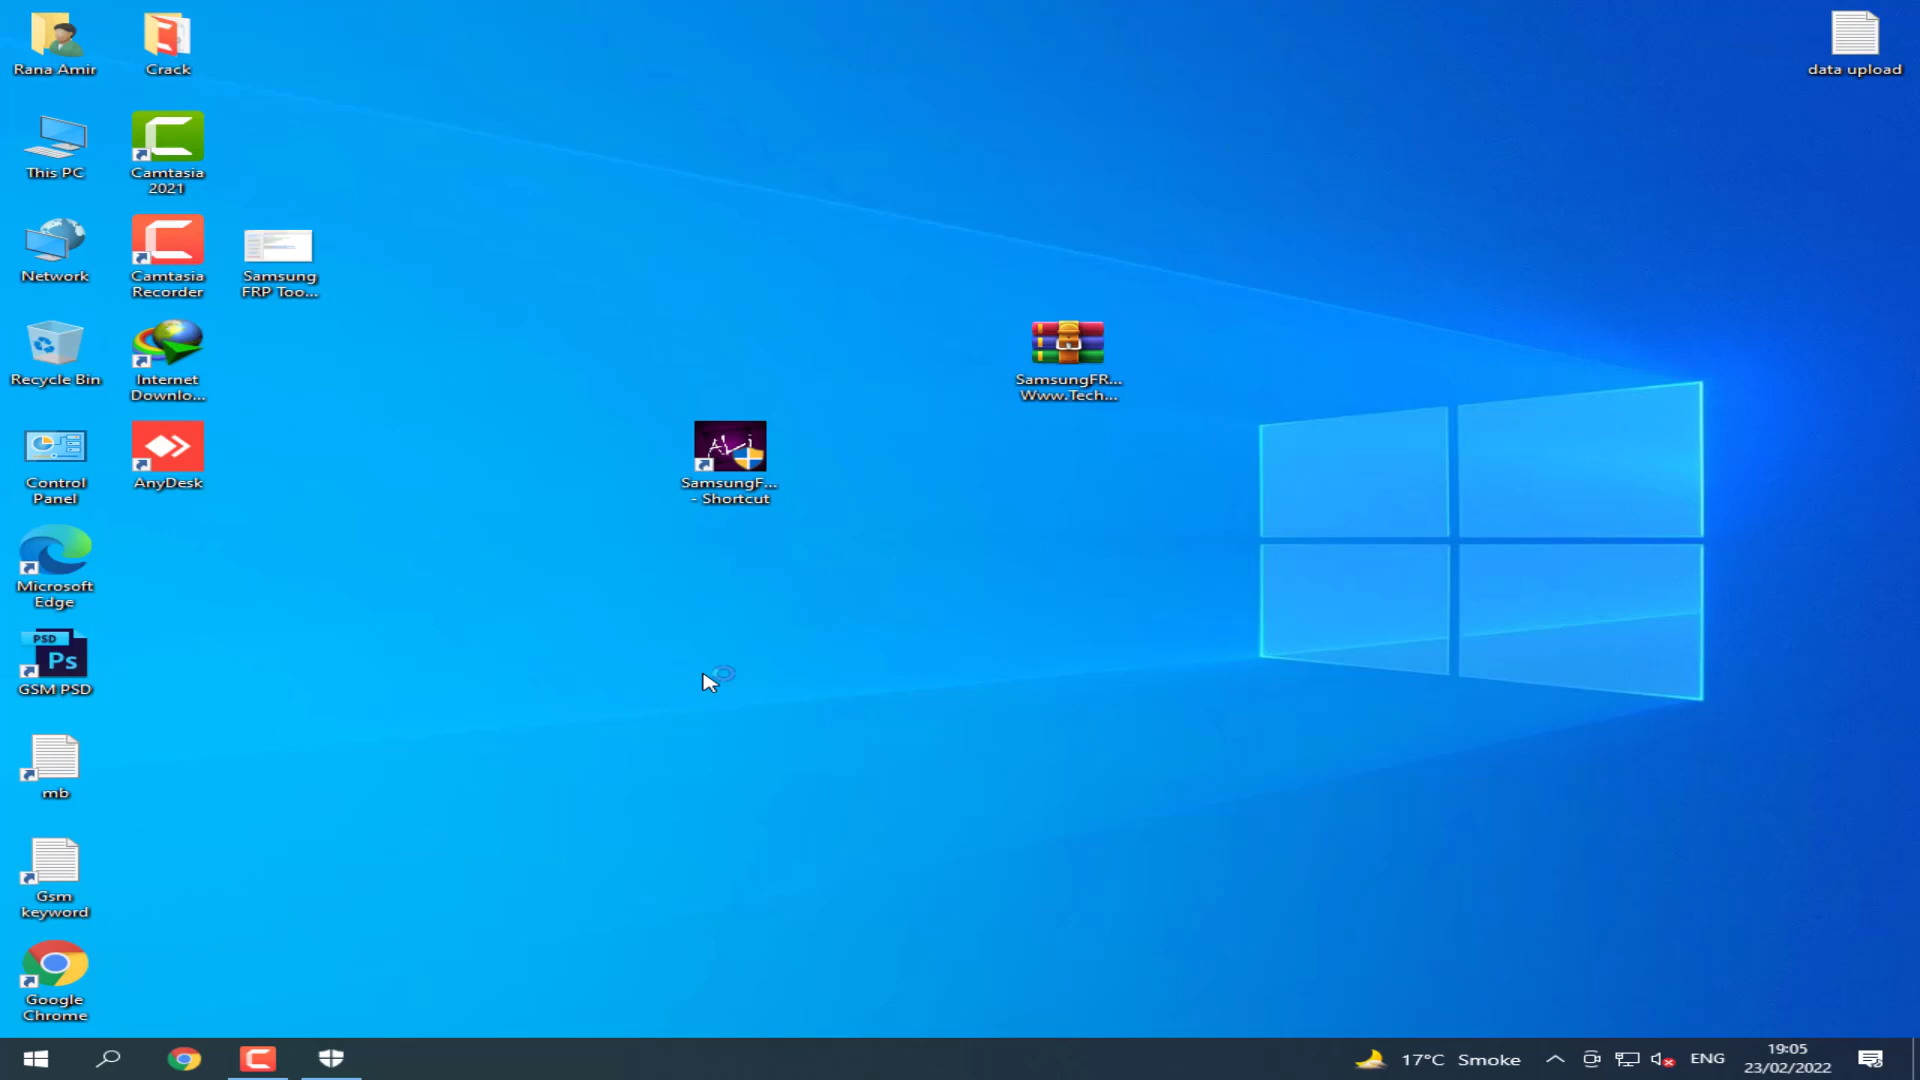 Rana Amir
Crack
data upload
This PC
Camtasia
2021
Network
Camtasia
Recorder
Samsung
FRP Too...
Recycle Bin
Internet
Downlo...
SamsungFR...
Www.Tech...
Control
Panel
AnyDesk
SamsungF...
- Shortcut
Microsoft
Edge
PSD
Ps
GSM PSD
mb
Gsm
keyword
Google
Chrome
17°C Smoke
ENG
19:05
23/02/2022